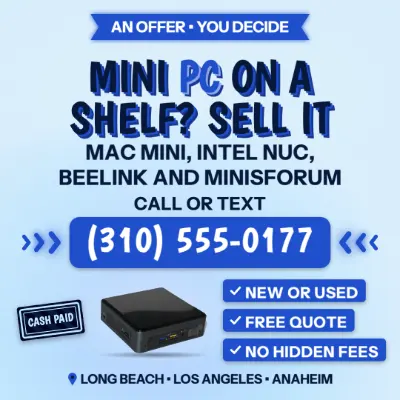 AN OFFER • YOU DECIDE
MINI PC ON A
SHELF? SELL IT
MAC MINI, INTEL NUC,
BEELINK AND MINISFORUM
CALL OR TEXT
(310) 555-0177
NEW OR USED
CASH PAID
FREE QUOTE
NO HIDDEN FEES
LONG BEACH • LOS ANGELES • ANAHEIM